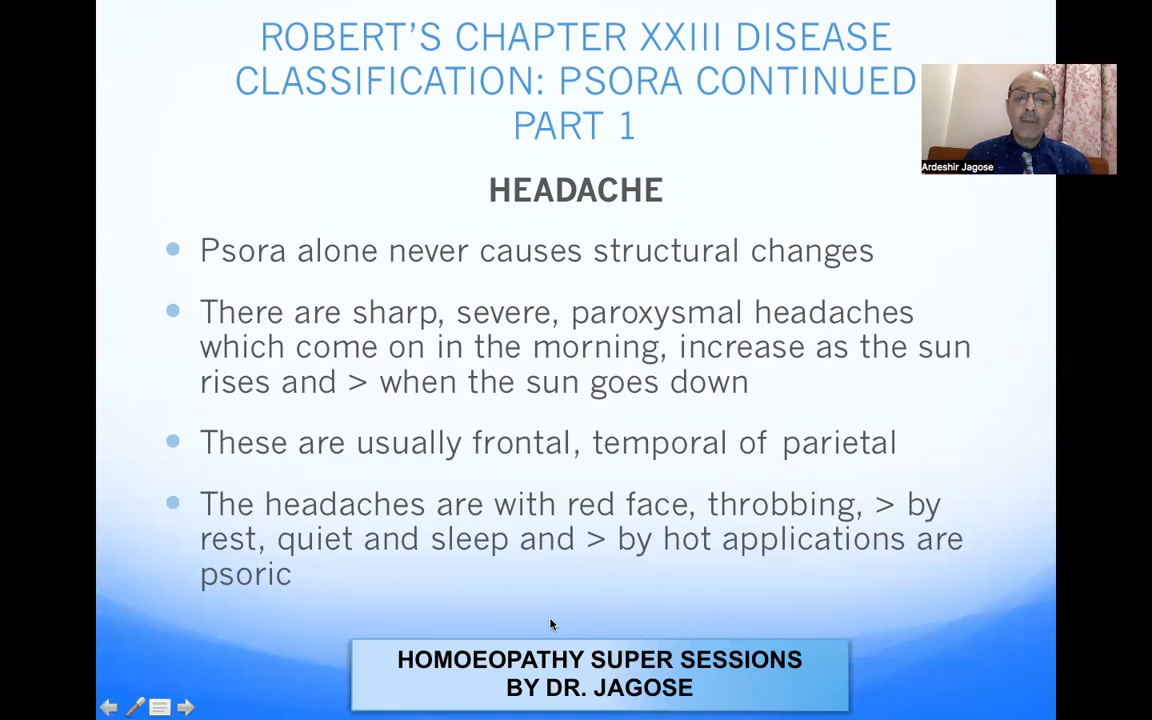 ROBERT'S CHAPTER XXIII DISEASE
CLASSIFICATION: PSORA CONTINUED
PART 1
Ardeshir Jagose
HEADACHE
Psora alone never causes structural changes
There are sharp, severe, paroxysmal headaches
which come on in the morning, increase as the sun
rises and > when the sun goes down
These are usually frontal, temporal of parietal
The headaches are with red face, throbbing, > by
rest, quiet and sleep and > by hot applications are
psoric
HOMOEOPATHY SUPER SESSIONS
BY DR. JAGOSE